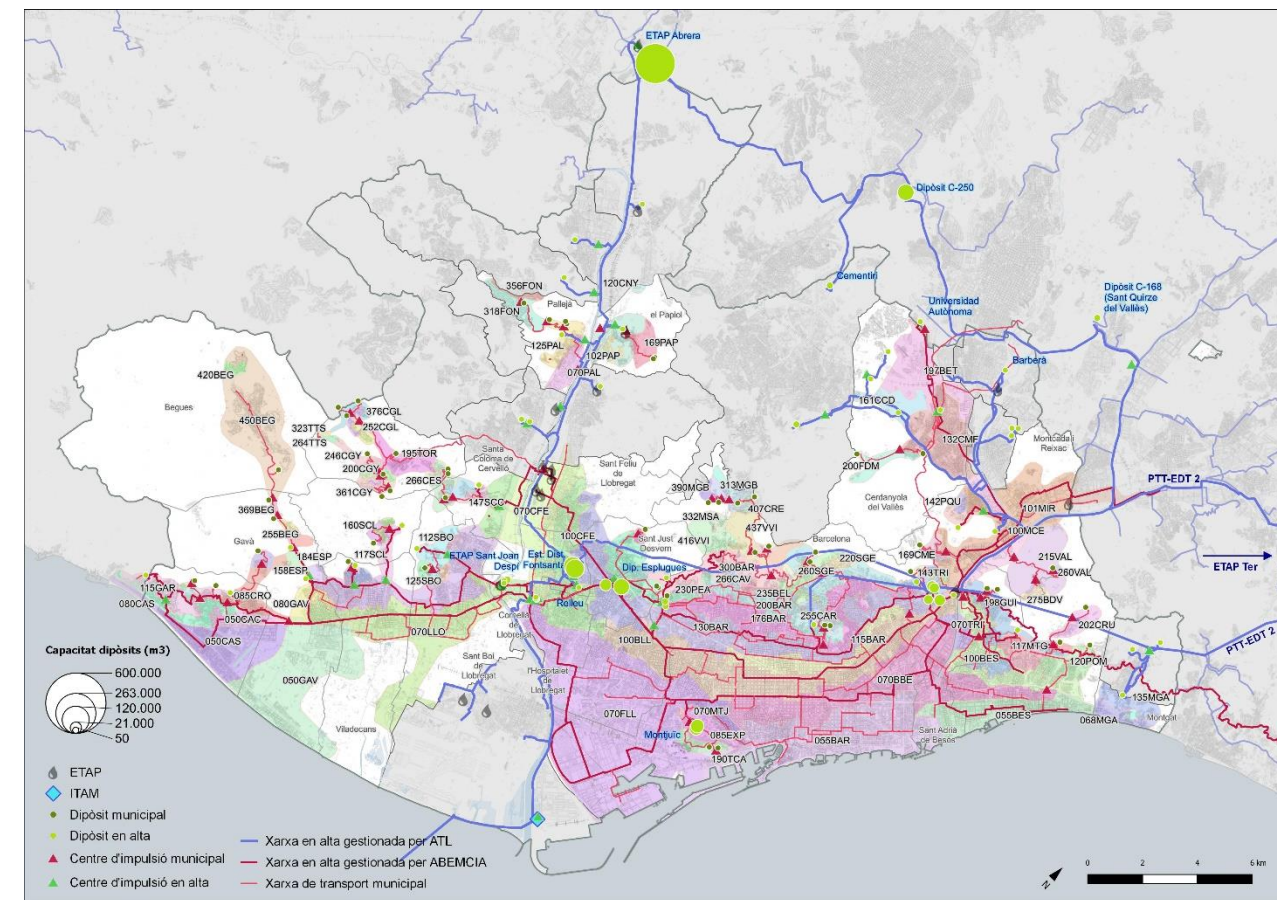 ETAP Abrera
Dipòsit C-250
Cementiri
Dipòsit C-168
(Sant Quirze
del Vallès)
Universidad
Autònoma
Barberà
356FON
318FON
Pallejà
120CNY
el Papiol
125PAL
102PAP
169PAP
070PAL
197BET
161CCD
132CMF
Montcada i
Reixac
420BEG
Begues
450BEG
376CGL
252CGL
323TTS
264TTS
246CGY
200CGY
195TOR
361CGY
266CES
Santa
Coloma de
Cervelló
147SCC
070CFE
Sant Feliu
de
Llobregat
390MGB
313MGB
332MSA
407CRE
437VVI
416VVI
200FDM
Cerdanyola
del Vallès
142PQU
101MIR
100MCE
PTT-EDT 2
ETAP Ter
369BEG
255BEG
Gavà
184ESP
158ESP
160SCL
117SCL
112SBO
125SBO
ETAP Sant Joan
Despí
Est. Dist.
Fontsanta
100CFE
Sant Just
Desvern
Dip. Esplugues
Relleu
Barcelona
300BAR
266CAV
220SGE
260SGE
169CME
143TRI
215VAL
260VAL
275BDV
198GUI
115GAR
080CAS
085CRO
050CAC
080GAV
050CAS
070LLO
Cornellà
de
Llobregat
230PEA
235BEL
200BAR
176BAR
130BAR
255CAR
115BAR
070TRI
202CRU
117MTG
120POM
100BES
PTT-EDT 2
100BLL
070BBE
135MGA
Montgat
068MGA
055BES
Sant Adrià
de Besòs
050GAV
Viladecans
Sant Boi
de
Llobregat
l'Hospitalet
de
Llobregat
070FLL
070MTJ
Montjuïc
085EXP
190TCA
055BAR
Capacitat dipòsits (m3)
600.000
263.000
120.000
21.000
50
ETAP
ITAM
Dipòsit municipal
Dipòsit en alta
Centre d'impulsió municipal
Centre d'impulsió en alta
Xarxa en alta gestionada per ATL
Xarxa en alta gestionada per ABEMCIA
Xarxa de transport municipal
N
0 2 4 6 km